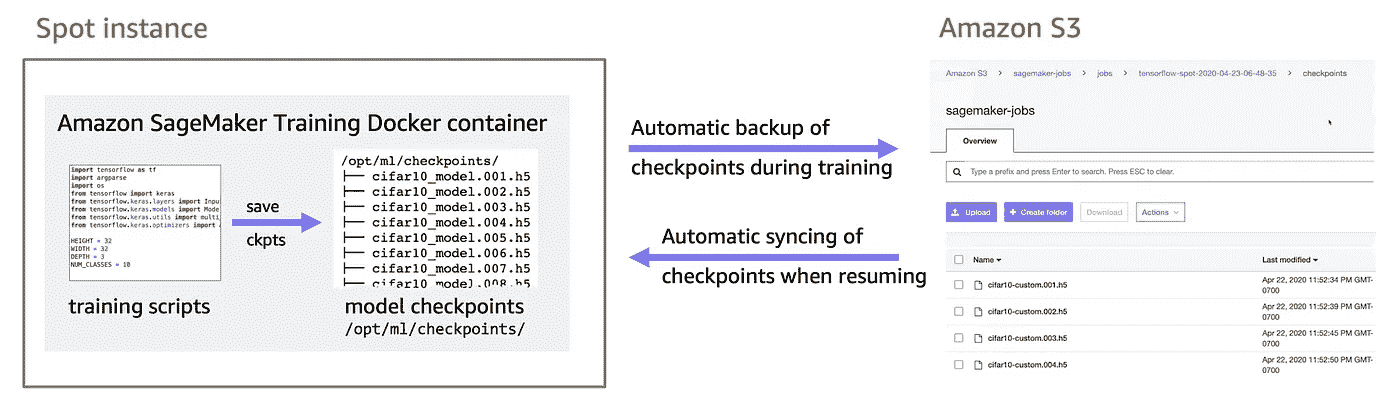 Spot instance
Amazon SageMaker Training Docker container
import tensorflow as tf
import argparse
import os
from tensorflow import keras
from tensorflow.keras.layers import Inpu
from tensorflow.keras.models import Mode
from tensorflow.keras.utils import multi
from tensorflow.keras.optimizers import
HEIGHT = 32
WIDTH = 32
DEPTH = 3
NUM_CLASSES = 10
training scripts
save
ckpts
/opt/ml/checkpoints/
├── cifar10_model.001.h5
├── cifar10_model.002.h5
├── cifar10_model.003.h5
├── cifar10_model.004.h5
├── cifar10_model.005.h5
├── cifar10_model.006.h5
├── cifar10_model.007.h5
├── cifar10_model.008.h5
model checkpoints
/opt/ml/checkpoints/
Automatic backup of
checkpoints during training
Automatic syncing of
checkpoints when resuming
Amazon S3
Amazon S3 > sagemaker-jobs > jobs > tensorflow-spot-2020-04-23-06-48-35 > checkpoints
sagemaker-jobs
Overview
Type a prefix and press Enter to search. Press ESC to clear.
Upload + Create folder Download Actions
Name Last modified
cifar10-custom.001.h5 Apr 22, 2020 11:52:34 PM GMT-
0700
cifar10-custom.002.h5 Apr 22, 2020 11:52:39 PM GMT-
0700
cifar10-custom.003.h5 Apr 22, 2020 11:52:45 PM GMT-
0700
cifar10-custom.004.h5 Apr 22, 2020 11:52:50 PM GMT-
0700